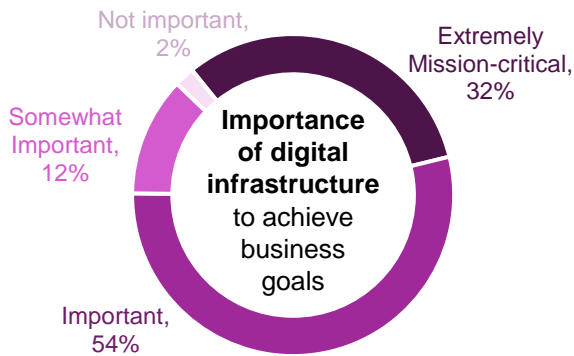 Not important,
2%
Extremely
Mission-critical,
32%
Somewhat
Important,
12%
Importance
of digital
infrastructure
to achieve
business
goals
Important,
54%